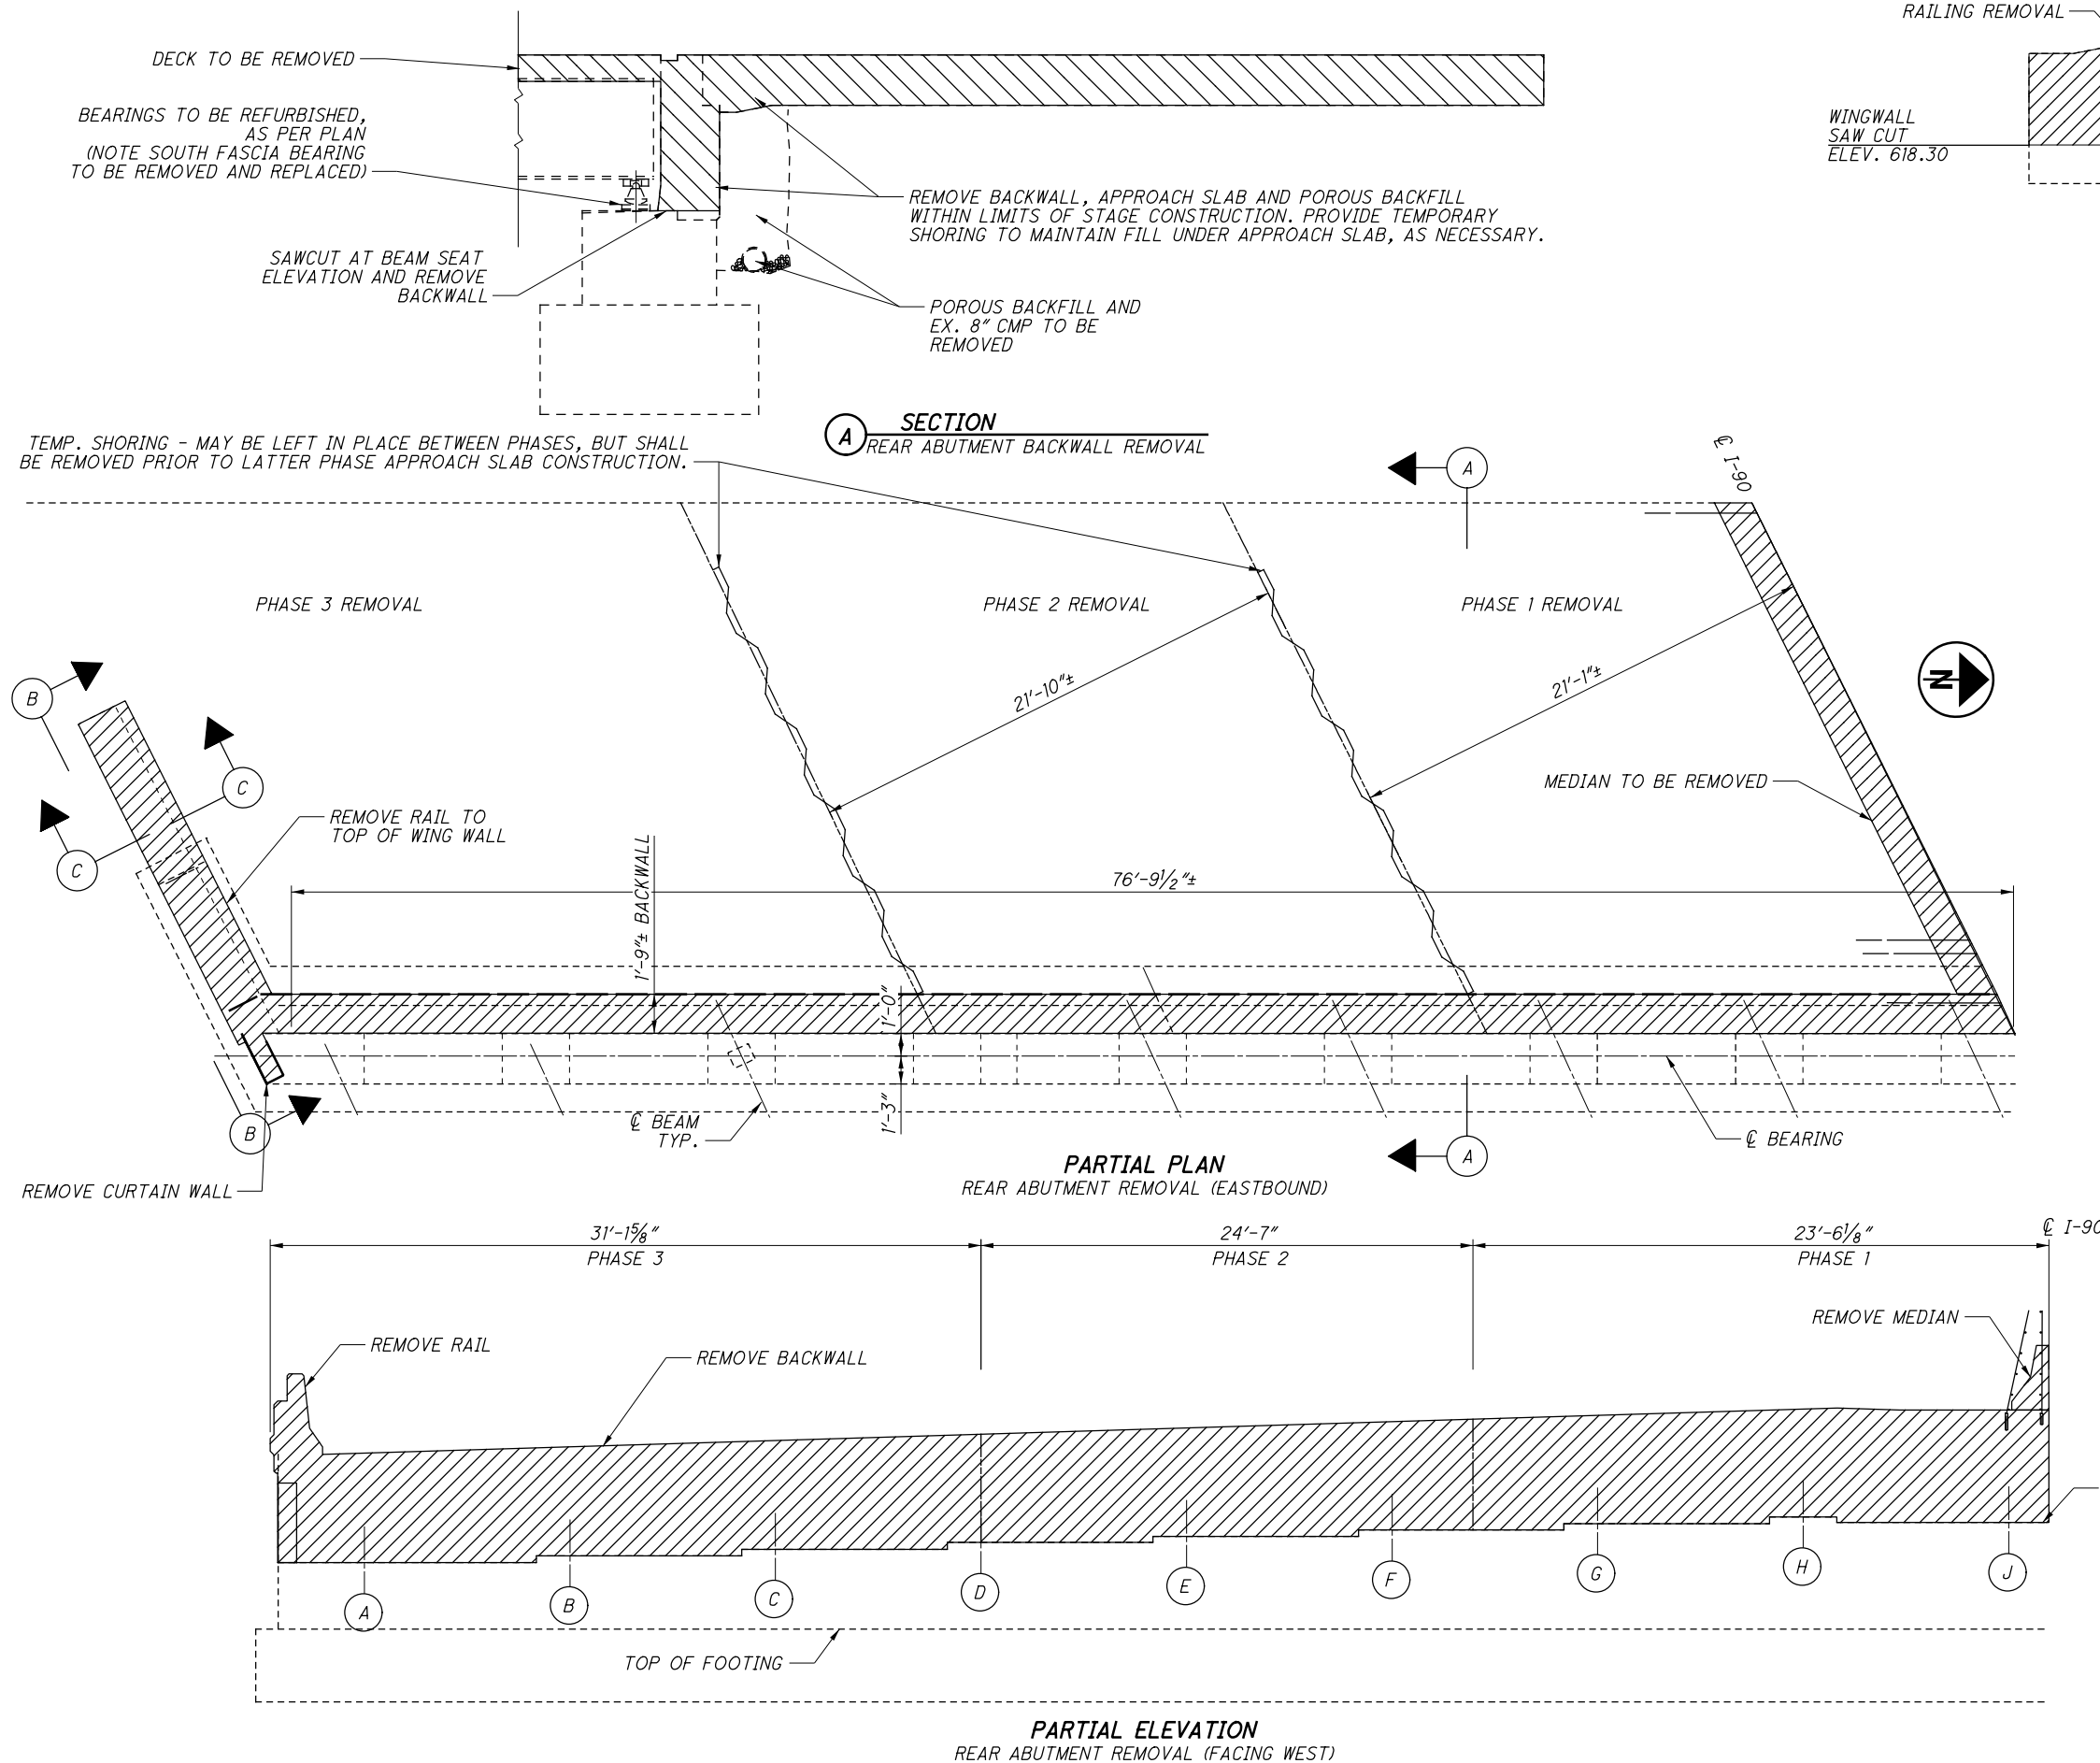 RAILING REMOVAL
DECK TO BE REMOVED
BEARINGS TO BE REFURBISHED,
AS PER PLAN
(NOTE SOUTH FASCIA BEARING
TO BE REMOVED AND REPLACED)
WINGWALL
SAW CUT
ELEV. 618.30
REMOVE BACKWALL, APPROACH SLAB AND POROUS BACKFILL
WITHIN LIMITS OF STAGE CONSTRUCTION. PROVIDE TEMPORARY
SHORING TO MAINTAIN FILL UNDER APPROACH SLAB, AS NECESSARY.
SAWCUT AT BEAM SEAT
ELEVATION AND REMOVE
BACKWALL
POROUS BACKFILL AND
EX. 8" CMP TO BE
REMOVED
A SECTION
REAR ABUTMENT BACKWALL REMOVAL
TEMP. SHORING - MAY BE LEFT IN PLACE BETWEEN PHASES, BUT SHALL
BE REMOVED PRIOR TO LATTER PHASE APPROACH SLAB CONSTRUCTION.
A
℄ I-90
PHASE 3 REMOVAL
PHASE 2 REMOVAL
PHASE 1 REMOVAL
21'-10"±
21'-1"±
N
B
C
C
MEDIAN TO BE REMOVED
REMOVE RAIL TO
TOP OF WING WALL
1'-9"± BACKWALL
76'-9 1/2"±
1'-0"
1'-3"
℄ BEAM
TYP.
B
℄ BEARING
A
REMOVE CURTAIN WALL
PARTIAL PLAN
REAR ABUTMENT REMOVAL (EASTBOUND)
31'-1 5/8"
PHASE 3
24'-7"
PHASE 2
23'-6 1/8"
PHASE 1
℄ I-90
REMOVE RAIL
REMOVE BACKWALL
REMOVE MEDIAN
A
B
C
D
E
F
G
H
J
TOP OF FOOTING
PARTIAL ELEVATION
REAR ABUTMENT REMOVAL (FACING WEST)